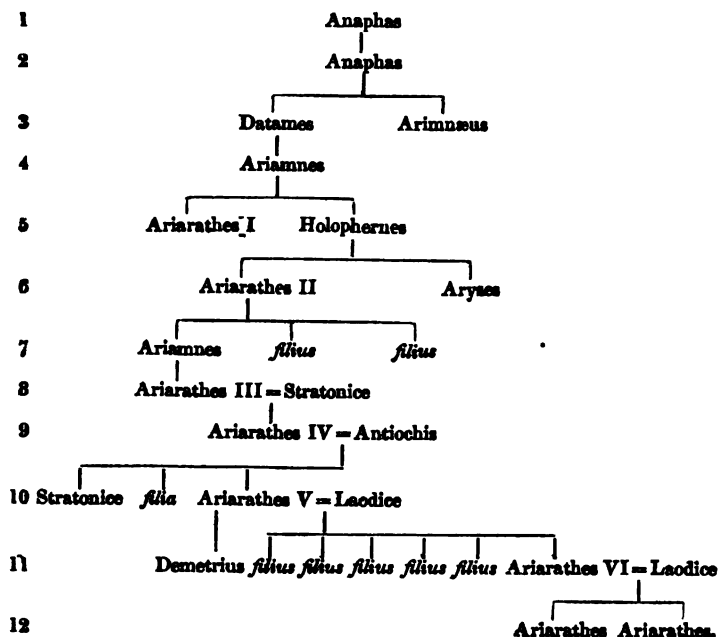 1 Anaphas
2 Anaphas
3 Datames Arimnæus
4 Ariamnes
5 Ariarathes I Holophernes
6 Ariarathes II Aryses
7 Ariamnes filius filius
8 Ariarathes III = Stratonice
9 Ariarathes IV = Antiochis
10 Stratonice filia Ariarathes V = Laodice
11 Demetrius filius filius filius filius filius Ariarathes VI = Laodice
12 Ariarathes Ariarathes.